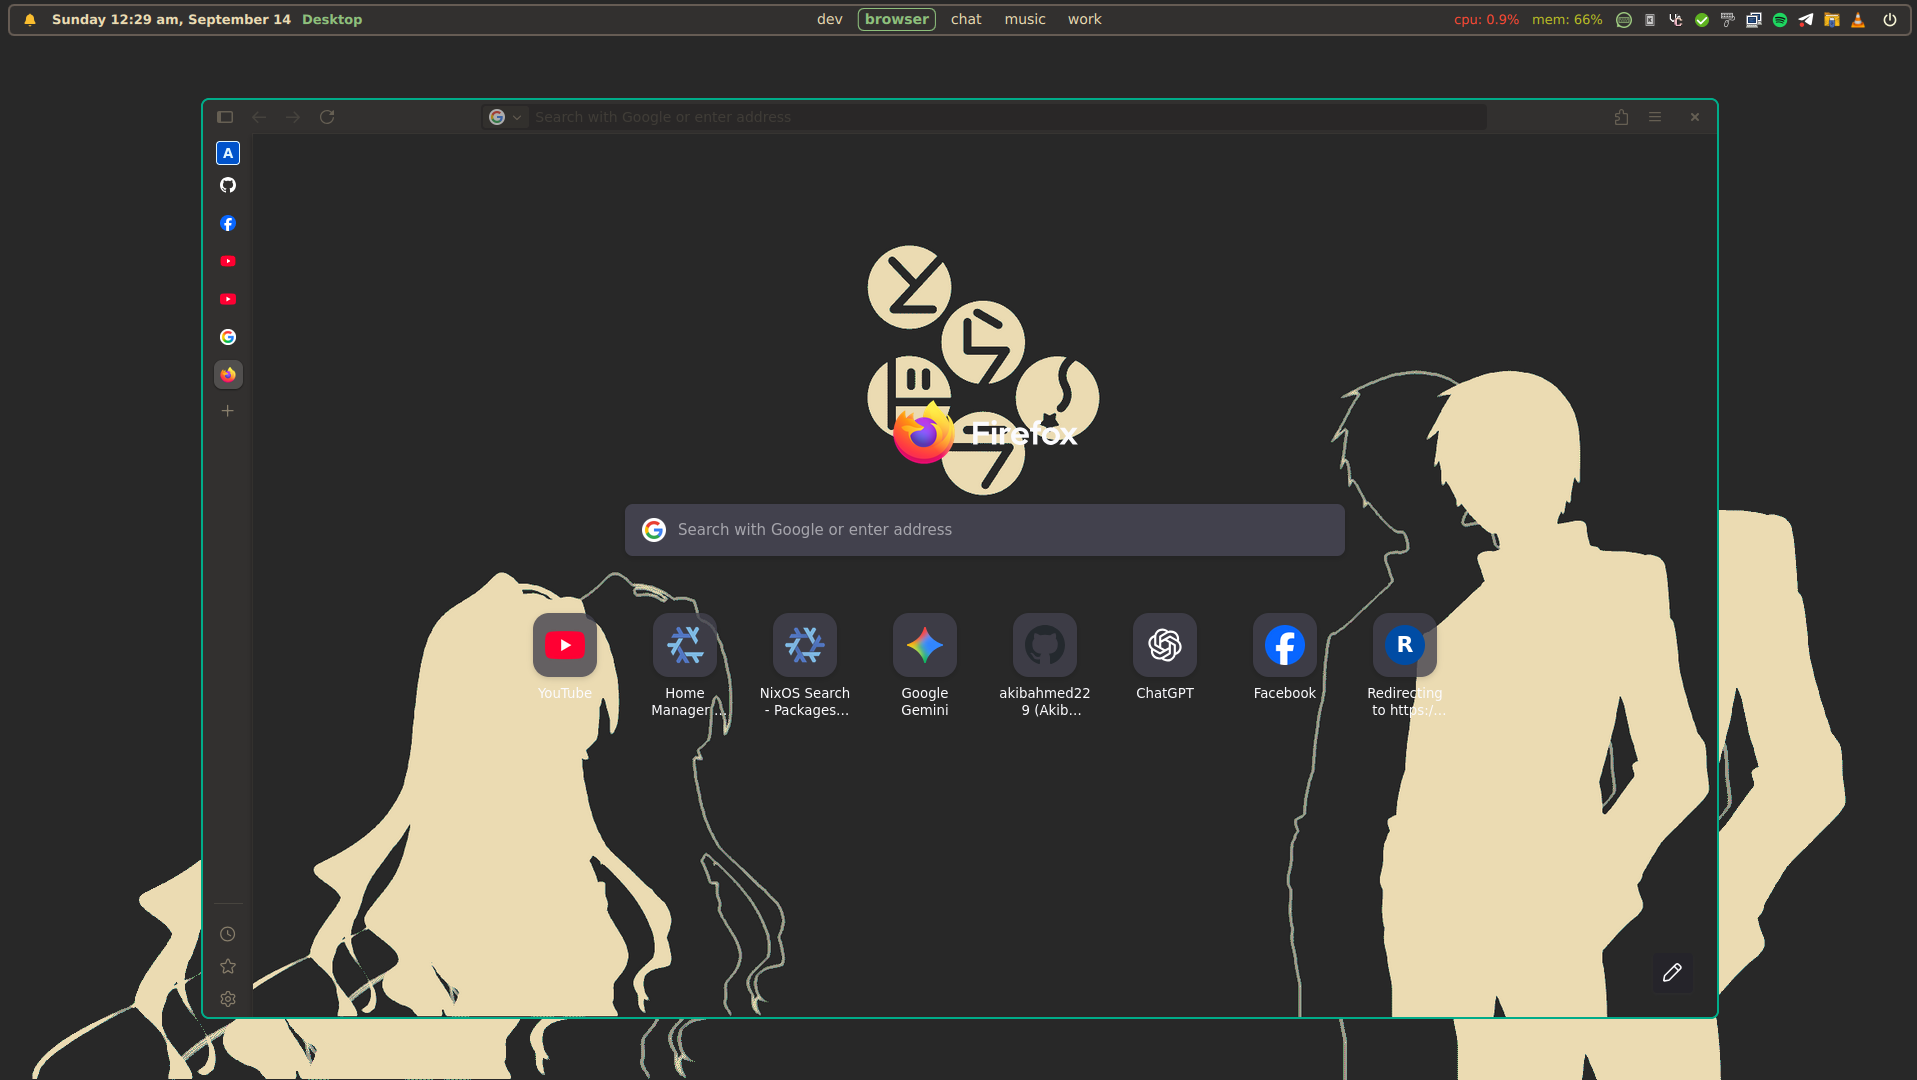 Sunday 12:29 am, September 14 Desktop
dev browser chat music work
cpu: 0.9% mem: 66%
Search with Google or enter address
A
Firefox
Search with Google or enter address
R
YouTube
Home
Manager ...
NixOS Search
- Packages...
Google
Gemini
akibahmed22
9 (Akib...
ChatGPT
Facebook
Redirecting
to https:/...